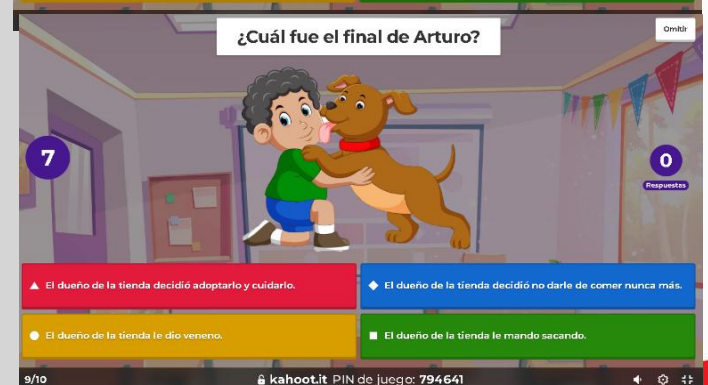 ¿Cuál fue el final de Arturo?
Omitir
7
0
Respuestas
El dueño de la tienda decidió adoptarlo y cuidarlo.
El dueño de la tienda decidió no darle de comer nunca más.
El dueño de la tienda le dio veneno.
El dueño de la tienda le mando sacando.
9/10
kahoot.it PIN de juego: 794641